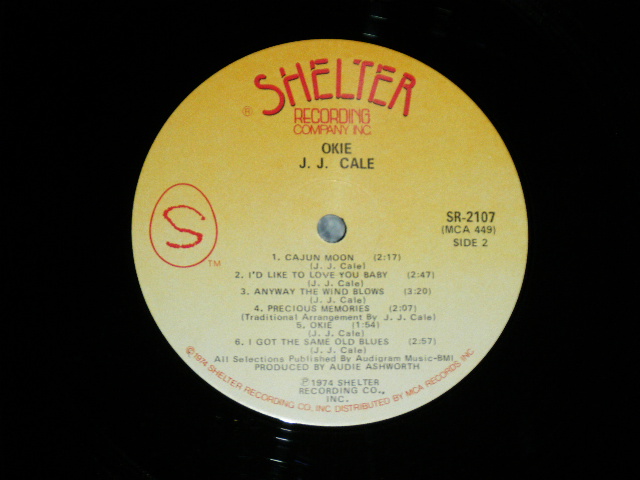 SHELTER
® RECORDING
COMPANY INC.
OKIE
J. J. CALE
S
TM
SR-2107
(MCA 449)
SIDE 2
1. CAJUN MOON (2:17)
(J. J. Cale)
2. I'D LIKE TO LOVE YOU BABY (2:47)
(J. J. Cale)
3. ANYWAY THE WIND BLOWS (3:20)
(J. J. Cale)
4. PRECIOUS MEMORIES (2:07)
(Traditional Arrangement By J. J. Cale)
5. OKIE (1:54)
(J. J. Cale)
6. I GOT THE SAME OLD BLUES (2:57)
(J. J. Cale)
All Selections Published By Audigram Music-BMI
PRODUCED BY AUDIE ASHWORTH
℗ 1974 SHELTER
RECORDING CO.,
INC.
© 1974 SHELTER RECORDING CO., INC. DISTRIBUTED BY MCA RECORDS INC.